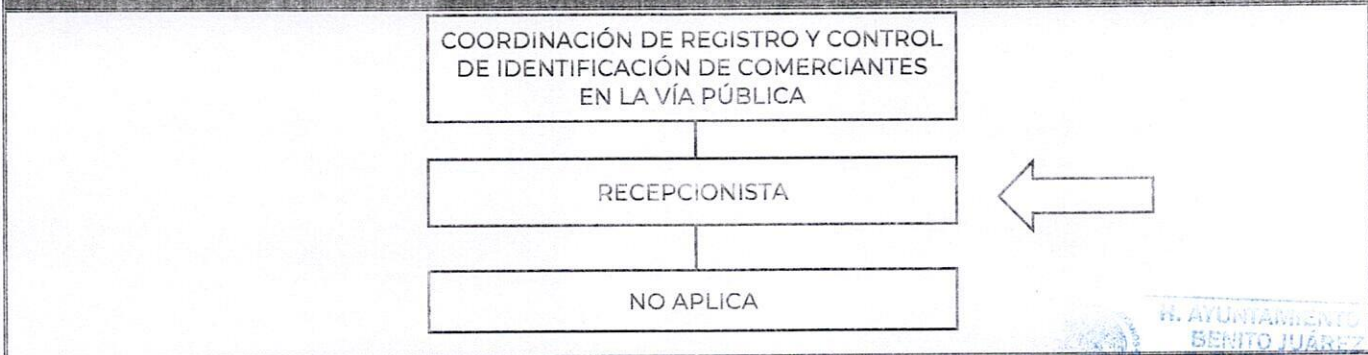 COORDINACIÓN DE REGISTRO Y CONTROL
DE IDENTIFICACIÓN DE COMERCIANTES
EN LA VÍA PÚBLICA
RECEPCIONISTA
NO APLICA
H. AYUNTAMIENTO
BENITO JUÁREZ